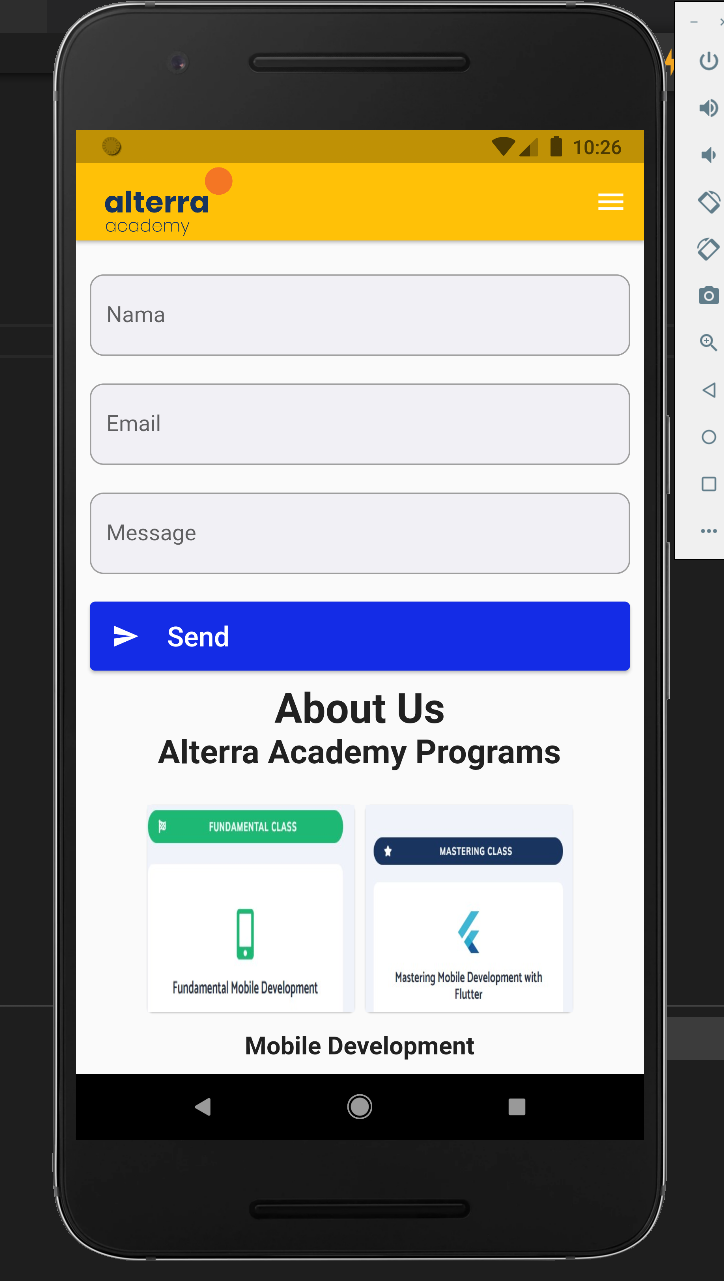 10:26
alterra
academy
Nama
Email
Message
Send
About Us
Alterra Academy Programs
FUNDAMENTAL CLASS
MASTERING CLASS
Fundamental Mobile Development
Mastering Mobile Development with
Flutter
Mobile Development